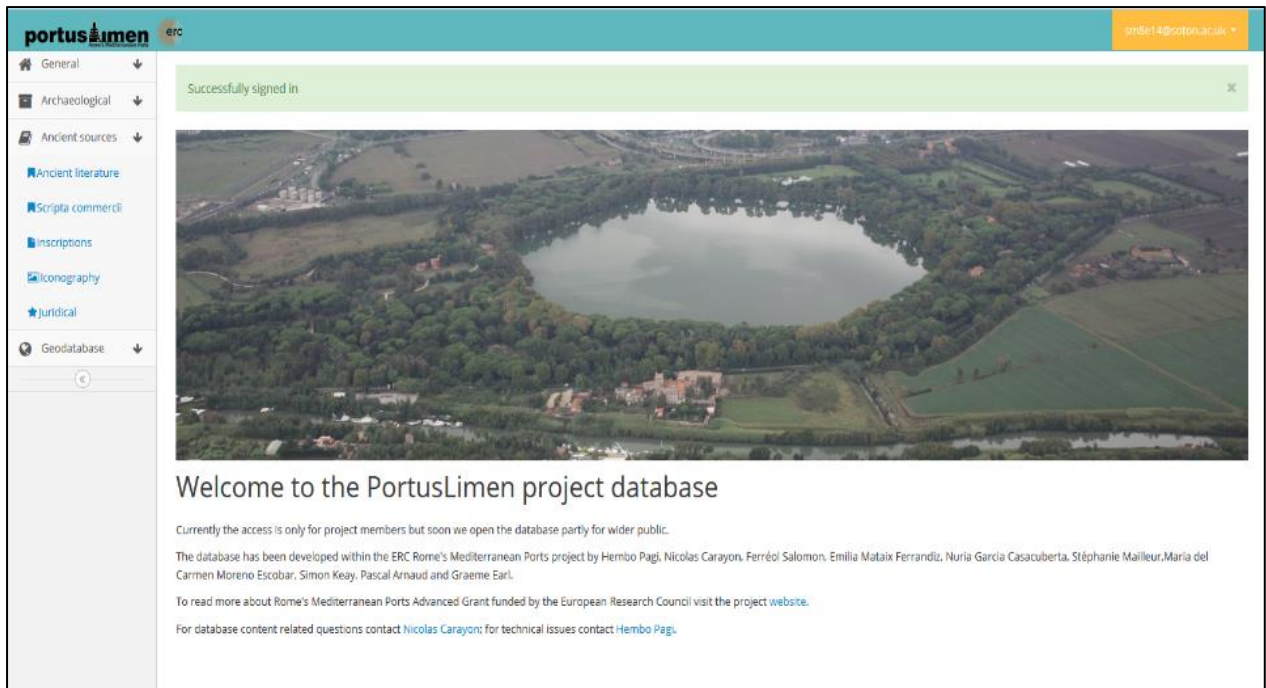 portuslimen
erc
sm8e14@soton.ac.uk
General
Archaeological
Ancient sources
Ancient literature
Scripta commercii
Inscriptions
Iconography
Juridical
Geodatabase
Successfully signed in
Welcome to the PortusLimen project database
Currently the access is only for project members but soon we open the database partly for wider public.
The database has been developed within the ERC Rome's Mediterranean Ports project by Hembo Pagi, Nicolas Carayon, Ferréol Salomon, Emilia Mataix Ferrandiz, Nuria Garcia Casacuberta, Stéphanie Mailleur,Maria del
Carmen Moreno Escobar, Simon Keay, Pascal Arnaud and Graeme Earl.
To read more about Rome's Mediterranean Ports Advanced Grant funded by the European Research Council visit the project website.
For database content related questions contact Nicolas Carayon; for technical issues contact Hembo Pagi.